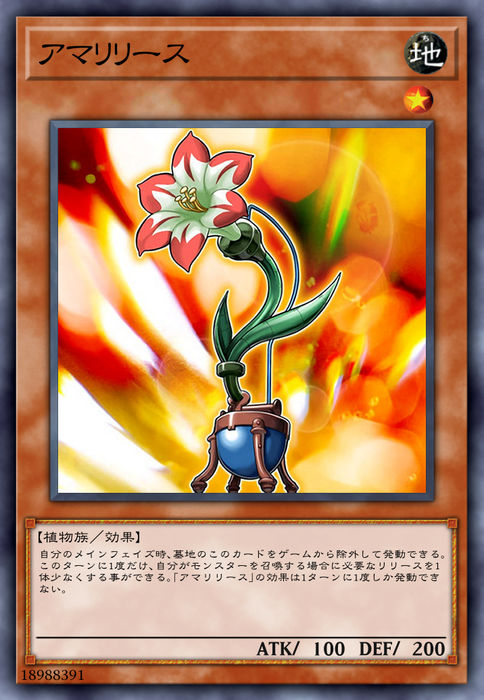 アマリリース
ち
地
【植物族／効果】
自分のメインフェイズ時、墓地のこのカードをゲームから除外して発動できる。
このターンに1度だけ、自分がモンスターを召喚する場合に必要なリリースを1
体少なくする事ができる。「アマリリース」の効果は1ターンに1度しか発動でき
ない。
ATK/ 100 DEF/ 200
18988391